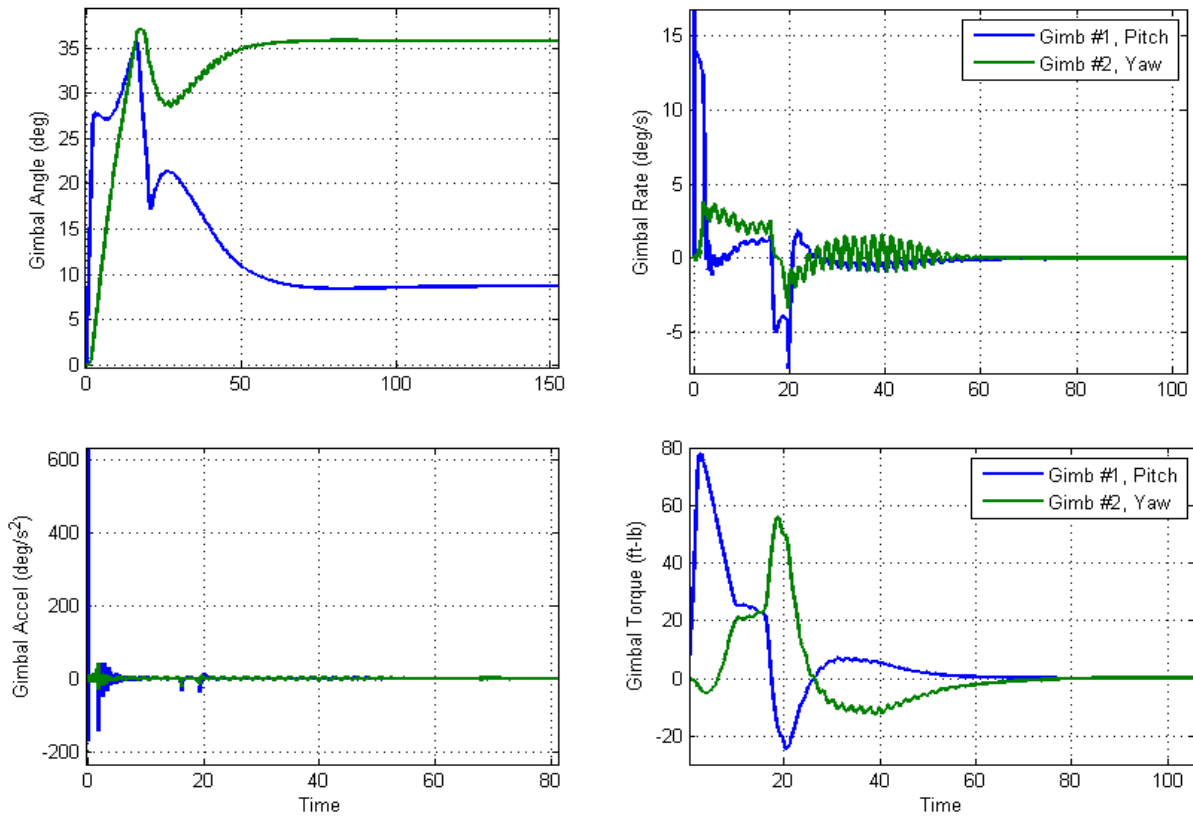 Gimbal Angle (deg)
35
30
25
20
15
10
5
0
0 50 100 150
Gimbal Rate (deg/s)
15
10
5
0
-5
0 20 40 60 80 100
Gimb #1, Pitch
Gimb #2, Yaw
Gimbal Accel (deg/s²)
600
400
200
0
-200
0 20 40 60 80
Time
Gimbal Torque (ft-lb)
80
60
40
20
0
-20
20 40 60 80 100
Time
Gimb #1, Pitch
Gimb #2, Yaw